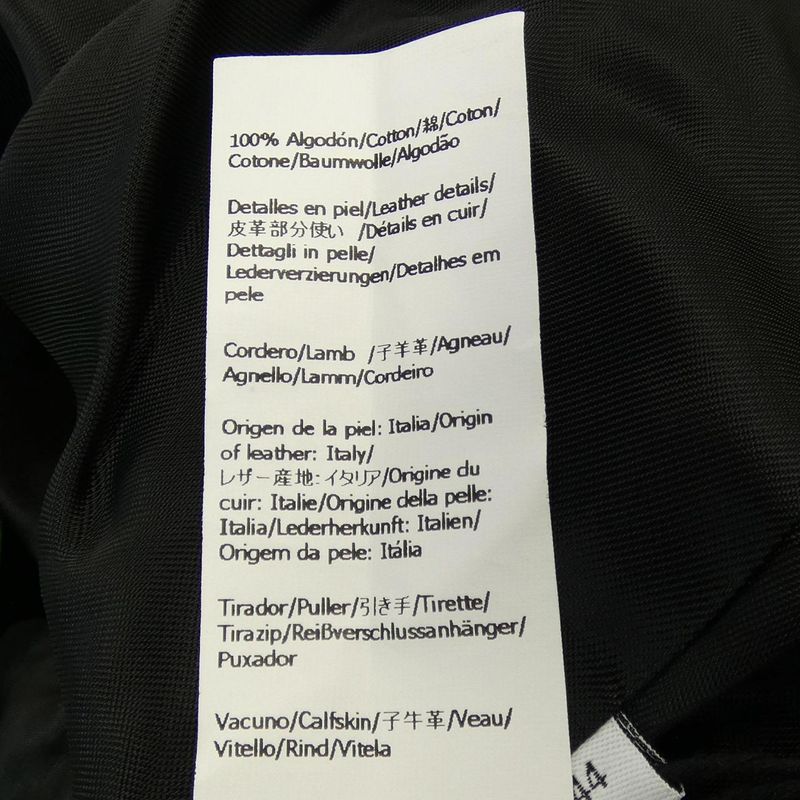 100% Algodón/Cotton/綿/Coton/
Cotone/Baumwolle/Algodão
Detalles en piel/Leather details/
皮革部分使い /Détails en cuir/
Dettagli in pelle/
Lederverzierungen/Detalhes em
pele
Cordero/Lamb /子羊革/Agneau/
Agnello/Lamm/Cordeiro
Origen de la piel: Italia/Origin
of leather: Italy/
レザー産地:イタリア/Origine du
cuir: Italie/Origine della pelle:
Italia/Lederherkunft: Italien/
Origem da pele: Itália
Tirador/Puller/引き手/Tirette/
Tirazip/Reißverschlussanhänger/
Puxador
Vacuno/Calfskin/子牛革/Veau/
Vitello/Rind/Vitela
44